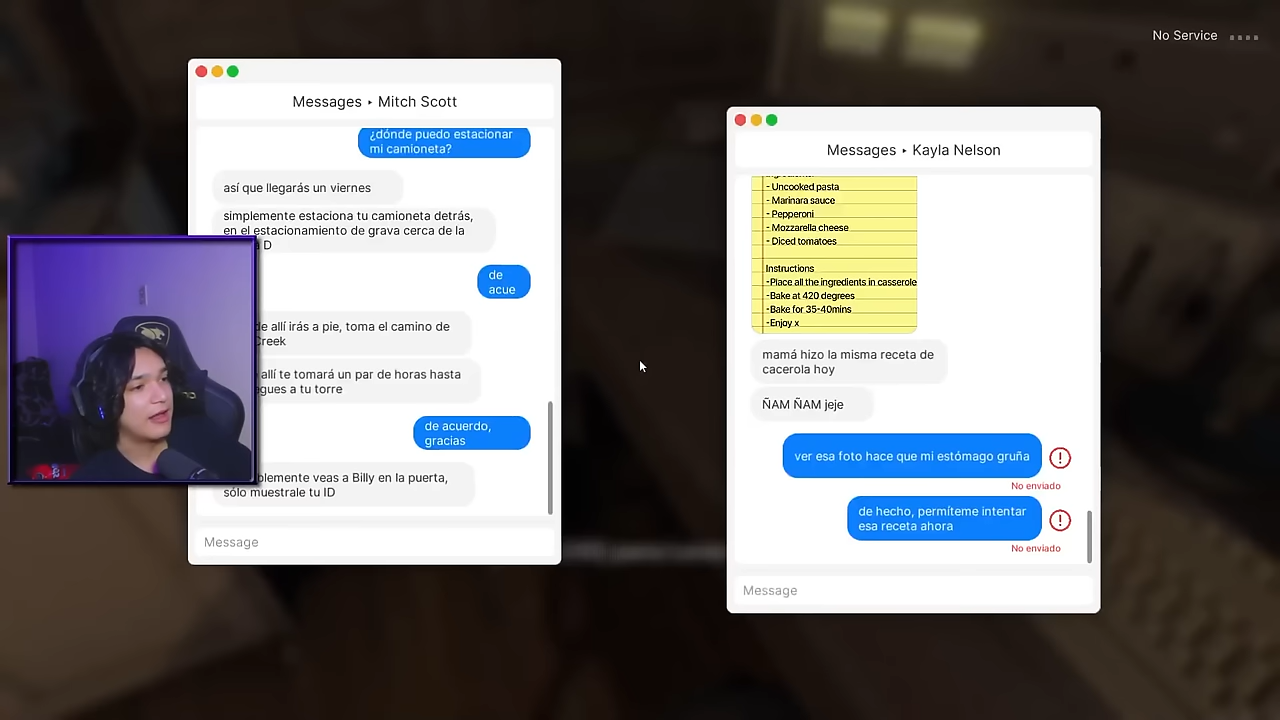 No Service
Messages ▸ Mitch Scott
¿dónde puedo estacionar
mi camioneta?
así que llegarás un viernes
simplemente estaciona tu camioneta detrás,
en el estacionamiento de grava cerca de la
D
de
acue
de allí irás a pie, toma el camino de
Creek
allí te tomará un par de horas hasta
a tu torre
de acuerdo,
gracias
veas a Billy en la puerta,
sólo muestrale tu ID
Message
Messages ▸ Kayla Nelson
- Uncooked pasta
- Marinara sauce
- Pepperoni
- Mozzarella cheese
- Diced tomatoes
Instructions
-Place all the ingredients in casserole
-Bake at 420 degrees
-Bake for 35-40mins
-Enjoy x
mamá hizo la misma receta de
cacerola hoy
ÑAM ÑAM jeje
ver esa foto hace que mi estómago gruña
No enviado
de hecho, permíteme intentar
esa receta ahora
No enviado
Message